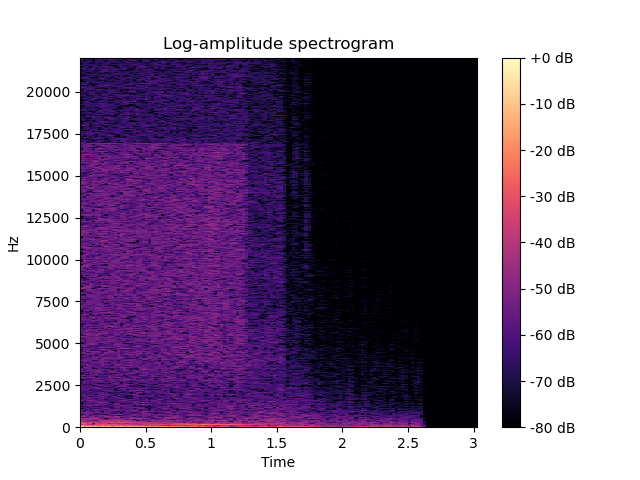 Log-amplitude spectrogram
Hz
20000
17500
15000
12500
10000
7500
5000
2500
0
0
0.5
1
1.5
2
2.5
3
Time
+0 dB
-10 dB
-20 dB
-30 dB
-40 dB
-50 dB
-60 dB
-70 dB
-80 dB